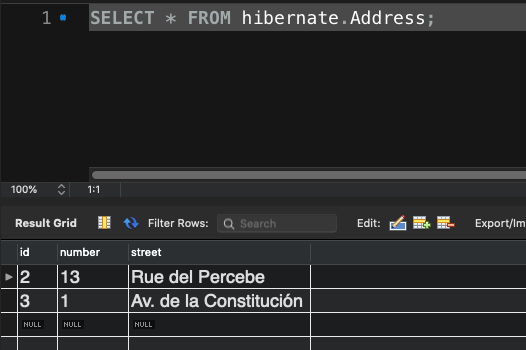 1 SELECT * FROM hibernate.Address;
100% 1:1
Result Grid Filter Rows: Search Edit: Export/Im
id number street
2 13 Rue del Percebe
3 1 Av. de la Constitución
NULL NULL NULL